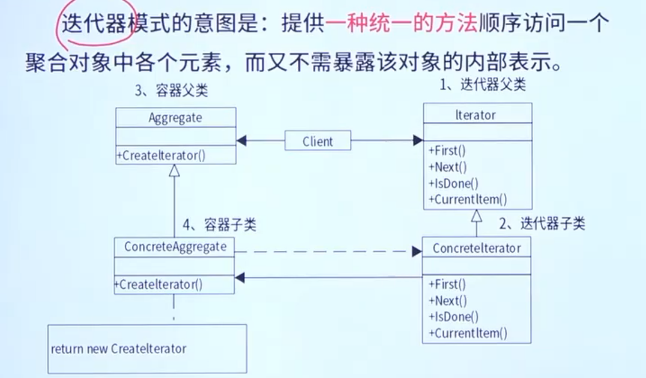 迭代器模式的意图是：提供一种统一的方法顺序访问一个
聚合对象中各个元素，而又不需暴露该对象的内部表示。
3、容器父类
1、迭代器父类
Aggregate
+CreateIerator()
Client
Iterator
+First()
+Next()
+IsDone()
+CurrentItem()
4、容器子类
2、迭代器子类
ConcreteAggregate
+CreateIerator()
ConcreteIterator
+First()
+Next()
+IsDone()
+CurrentItem()
return new CreateIterator